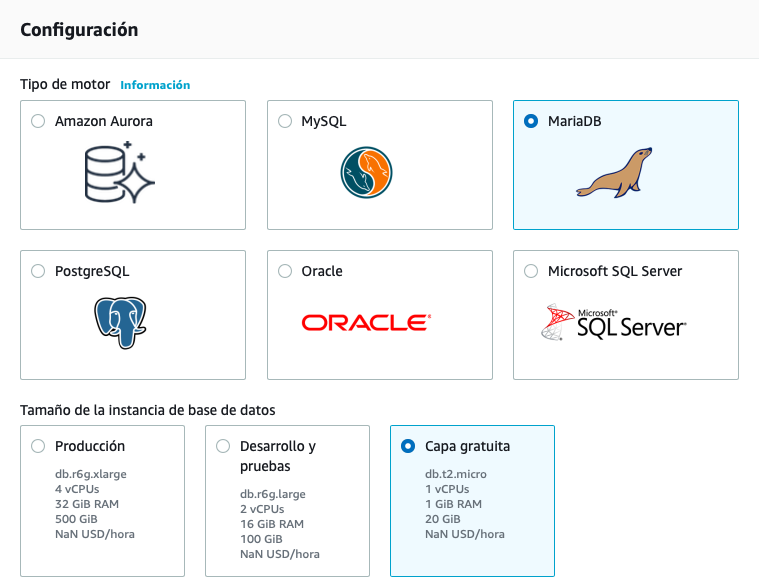 Configuración
Tipo de motor Información
Amazon Aurora
MySQL
MariaDB
PostgreSQL
Oracle
ORACLE
Microsoft SQL Server
Microsoft®
SQL Server®
Tamaño de la instancia de base de datos
Producción
db.r6g.xlarge
4 vCPUs
32 GiB RAM
500 GiB
NaN USD/hora
Desarrollo y
pruebas
db.r6g.large
2 vCPUs
16 GiB RAM
100 GiB
NaN USD/hora
Capa gratuita
db.t2.micro
1 vCPUs
1 GiB RAM
20 GiB
NaN USD/hora